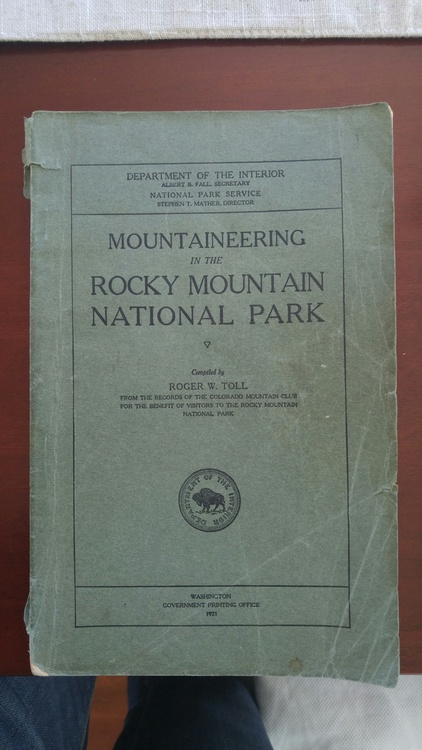 DEPARTMENT OF THE INTERIOR
ALBERT B. FALL, SECRETARY
NATIONAL PARK SERVICE
STEPHEN T. MATHER, DIRECTOR
MOUNTAINEERING
IN THE
ROCKY MOUNTAIN
NATIONAL PARK
Compiled by
ROGER W. TOLL
FROM THE RECORDS OF THE COLORADO MOUNTAIN CLUB
FOR THE BENEFIT OF VISITORS TO THE ROCKY MOUNTAIN
NATIONAL PARK
DEPARTMENT OF THE INTERIOR
WASHINGTON
GOVERNMENT PRINTING OFFICE
1921